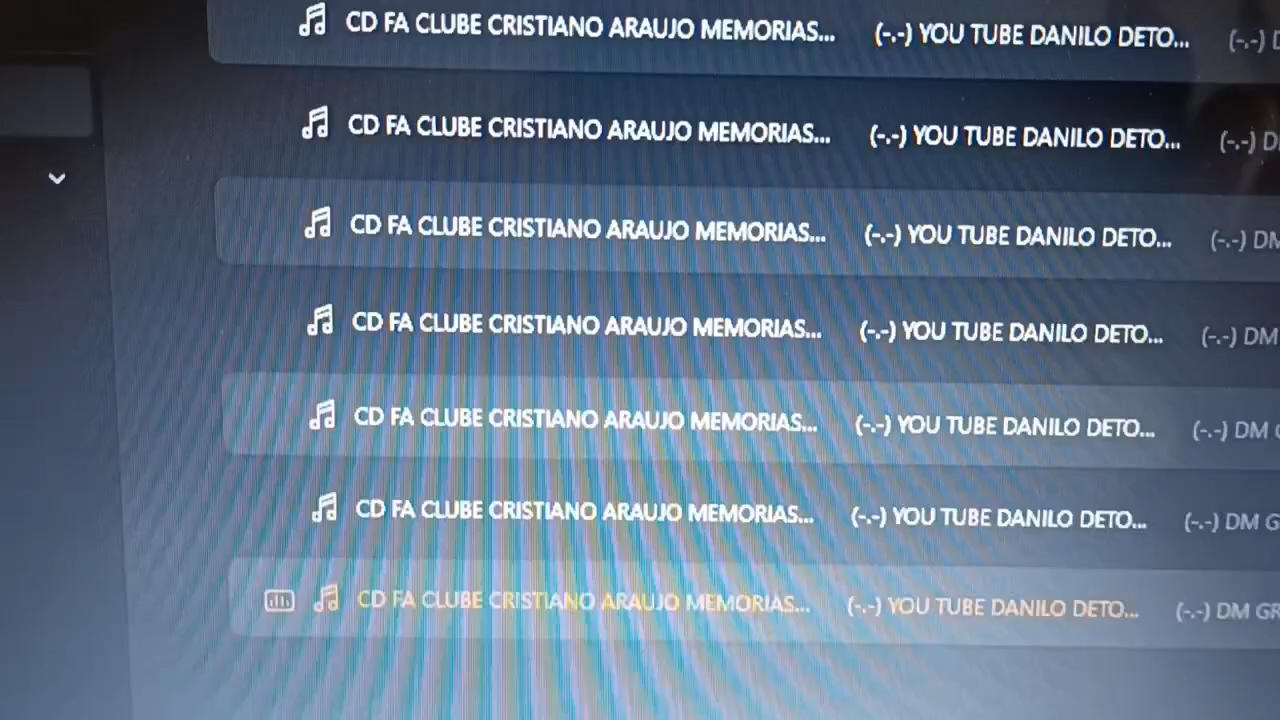 CD FA CLUBE CRISTIANO ARAUJO MEMORIAS... (-.-) YOU TUBE DANILO DETO... (-.-)
CD FA CLUBE CRISTIANO ARAUJO MEMORIAS... (-.-) YOU TUBE DANILO DETO... (-.-) D
CD FA CLUBE CRISTIANO ARAUJO MEMORIAS... (-.-) YOU TUBE DANILO DETO... (-.-) DM
CD FA CLUBE CRISTIANO ARAUJO MEMORIAS... (-.-) YOU TUBE DANILO DETO... (-.-) DM
CD FA CLUBE CRISTIANO ARAUJO MEMORIAS... (-.-) YOU TUBE DANILO DETO... (-.-) DM
CD FA CLUBE CRISTIANO ARAUJO MEMORIAS... (-.-) YOU TUBE DANILO DETO... (-.-) DM G
CD FA CLUBE CRISTIANO ARAUJO MEMORIAS... (-.-) YOU TUBE DANILO DETO... (-.-) DM GR